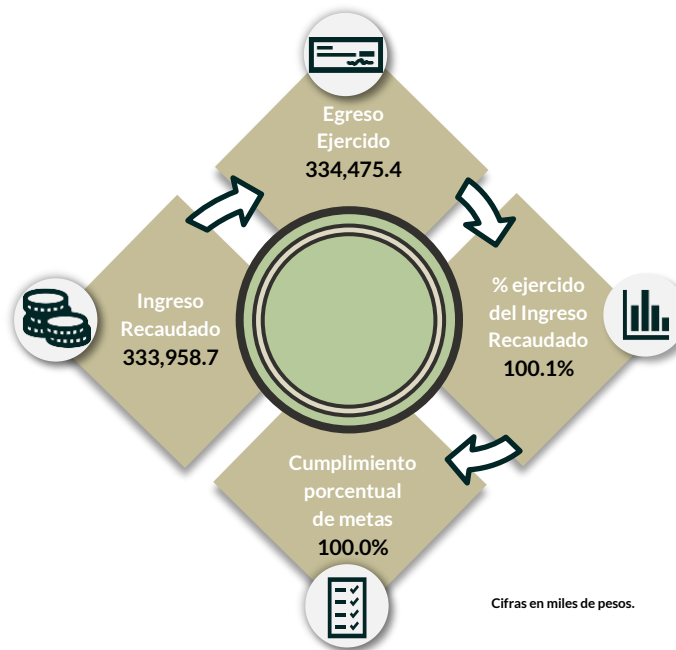 Egreso
Ejercido
334,475.4
Ingreso
Recaudado
333,958.7
% ejercido
del Ingreso
Recaudado
100.1%
Cumplimiento
porcentual
de metas
100.0%
Cifras en miles de pesos.